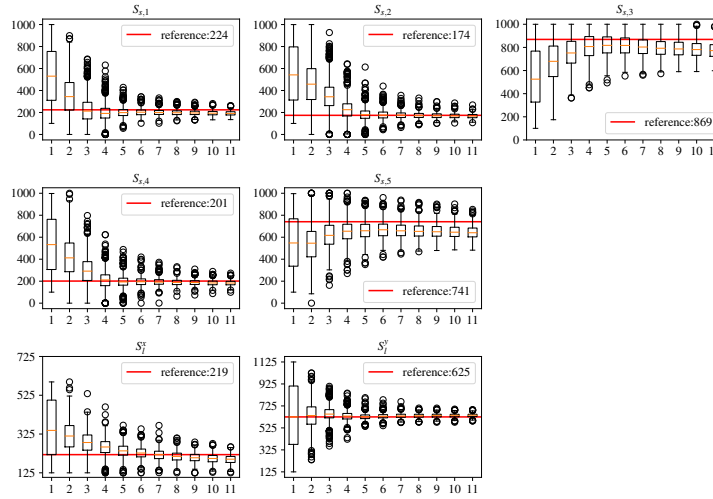 S_{s,1}
1000
800
600
400
200
0
reference:224
1 2 3 4 5 6 7 8 9 10 11
S_{s,2}
1000
800
600
400
200
0
reference:174
1 2 3 4 5 6 7 8 9 10 11
S_{s,3}
1000
800
600
400
200
0
reference:869
1 2 3 4 5 6 7 8 9 10 11
S_{s,4}
1000
800
600
400
200
0
reference:201
1 2 3 4 5 6 7 8 9 10 11
S_{s,5}
1000
800
600
400
200
0
reference:741
1 2 3 4 5 6 7 8 9 10 11
S_l^x
725
525
325
125
reference:219
1 2 3 4 5 6 7 8 9 10 11
S_l^y
1125
925
725
525
325
125
reference:625
1 2 3 4 5 6 7 8 9 10 11